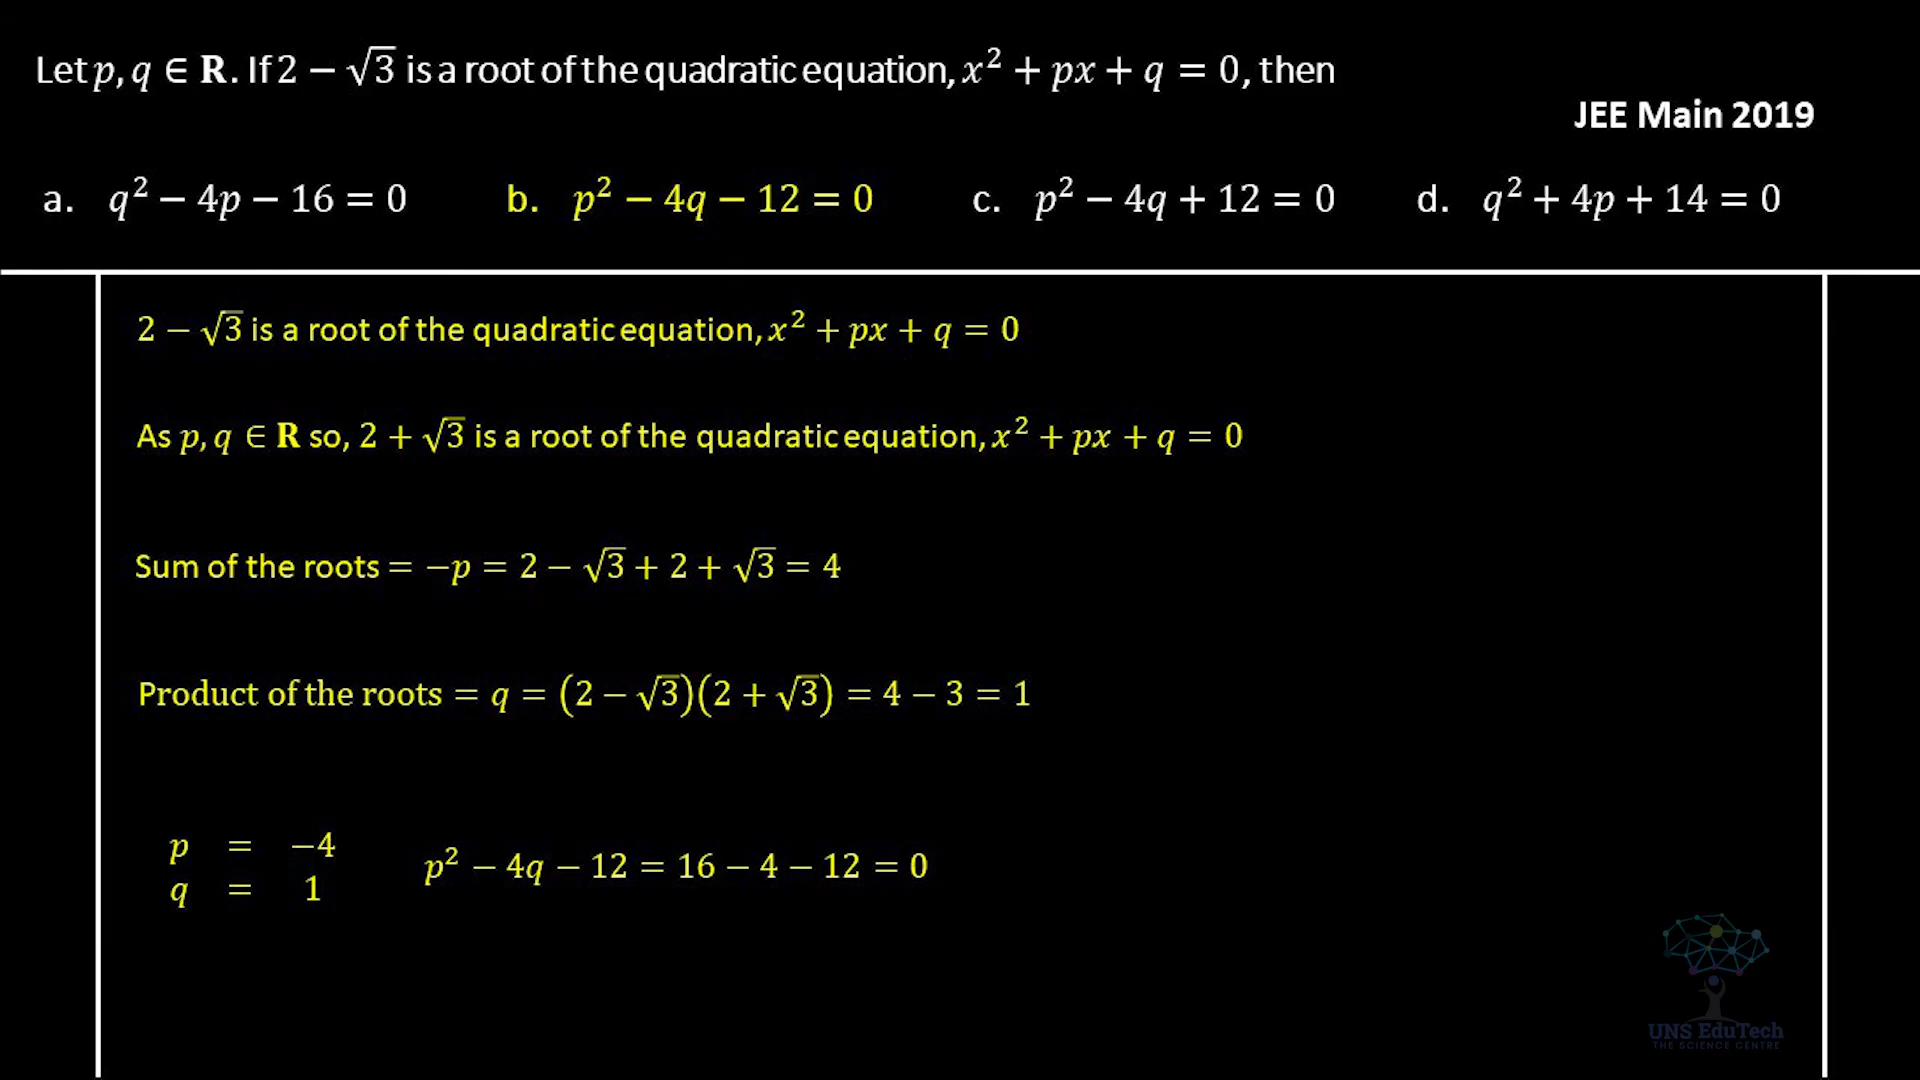 Let p, q ∈ R. If 2 − √3 is a root of the quadratic equation, x² + px + q = 0, then
JEE Main 2019
a. q² − 4p − 16 = 0 b. p² − 4q − 12 = 0 c. p² − 4q + 12 = 0 d. q² + 4p + 14 = 0
2 − √3 is a root of the quadratic equation, x² + px + q = 0
As p, q ∈ R so, 2 + √3 is a root of the quadratic equation, x² + px + q = 0
Sum of the roots = −p = 2 − √3 + 2 + √3 = 4
Product of the roots = q = (2 − √3)(2 + √3) = 4 − 3 = 1
p = −4
q = 1
p² − 4q − 12 = 16 − 4 − 12 = 0
UNS EduTech
THE SCIENCE CENTRE